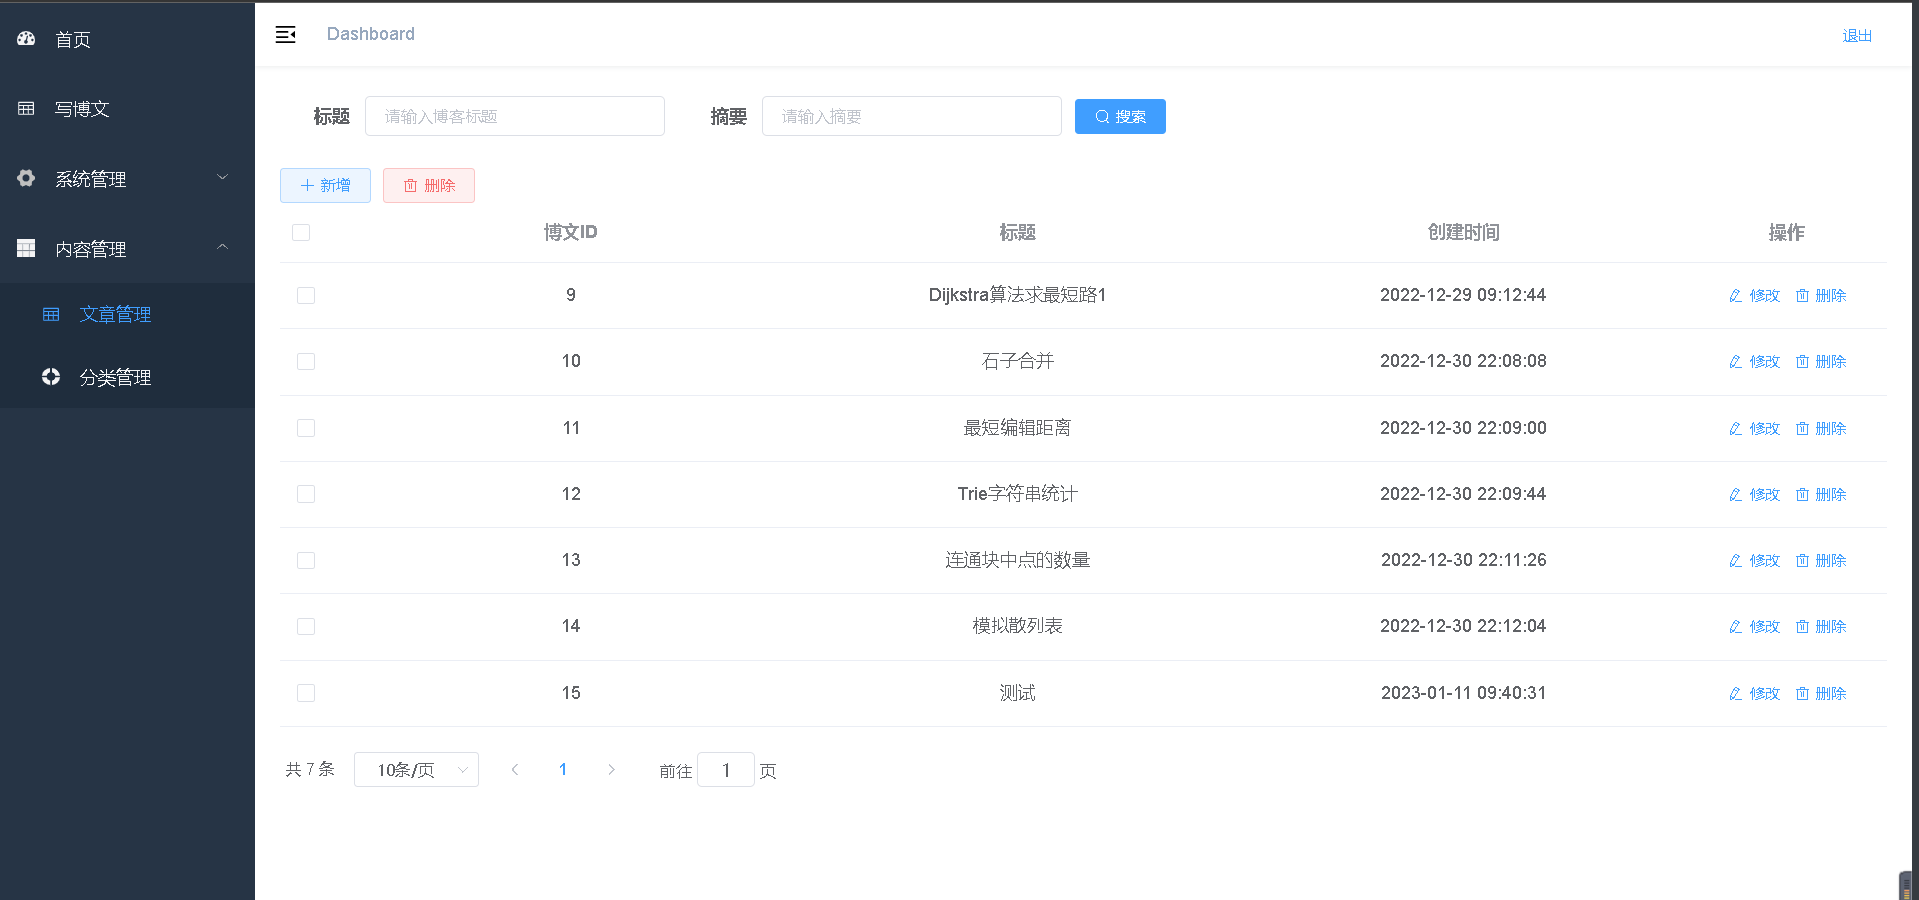 首页
写博文
系统管理
内容管理
文章管理
分类管理
Dashboard
退出
标题 请输入博客标题 摘要 请输入摘要 搜索
新增 删除
博文ID 标题 创建时间 操作
9 Dijkstra算法求最短路1 2022-12-29 09:12:44 修改 删除
10 石子合并 2022-12-30 22:08:08 修改 删除
11 最短编辑距离 2022-12-30 22:09:00 修改 删除
12 Trie字符串统计 2022-12-30 22:09:44 修改 删除
13 连通块中点的数量 2022-12-30 22:11:26 修改 删除
14 模拟散列表 2022-12-30 22:12:04 修改 删除
15 测试 2023-01-11 09:40:31 修改 删除
共 7 条 10条/页 1 前往 1 页